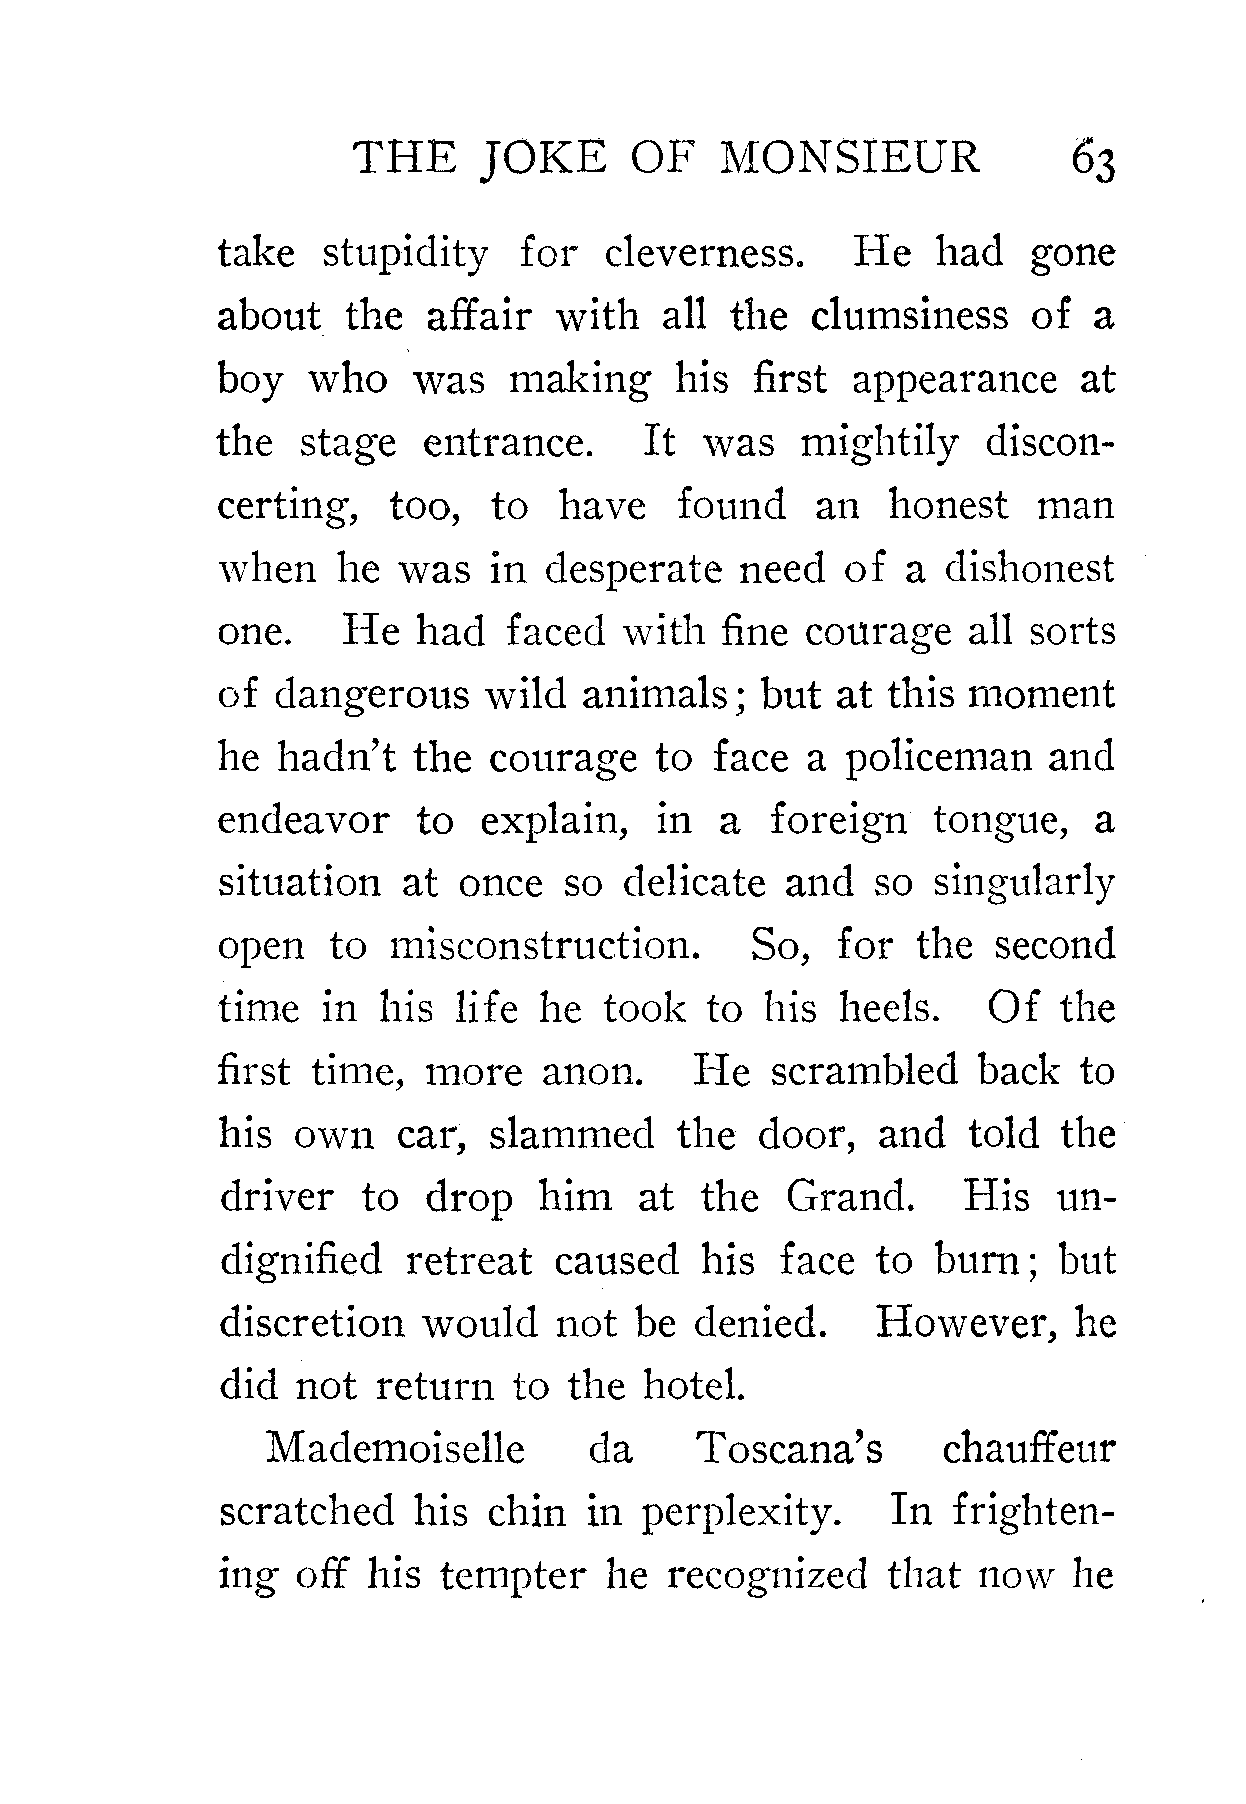 THE JOKE OF MONSIEUR 63
take stupidity for cleverness. He had gone
about the affair with all the clumsiness of a
boy who was making his first appearance at
the stage entrance. It was mightily discon-
certing, too, to have found an honest man
when he was in desperate need of a dishonest
one. He had faced with fine courage all sorts
of dangerous wild animals; but at this moment
he hadn't the courage to face a policeman and
endeavor to explain, in a foreign tongue, a
situation at once so delicate and so singularly
open to misconstruction. So, for the second
time in his life he took to his heels. Of the
first time, more anon. He scrambled back to
his own car, slammed the door, and told the
driver to drop him at the Grand. His un-
dignified retreat caused his face to burn; but
discretion would not be denied. However, he
did not return to the hotel.
Mademoiselle da Toscana's chauffeur
scratched his chin in perplexity. In frighten-
ing off his tempter he recognized that now he